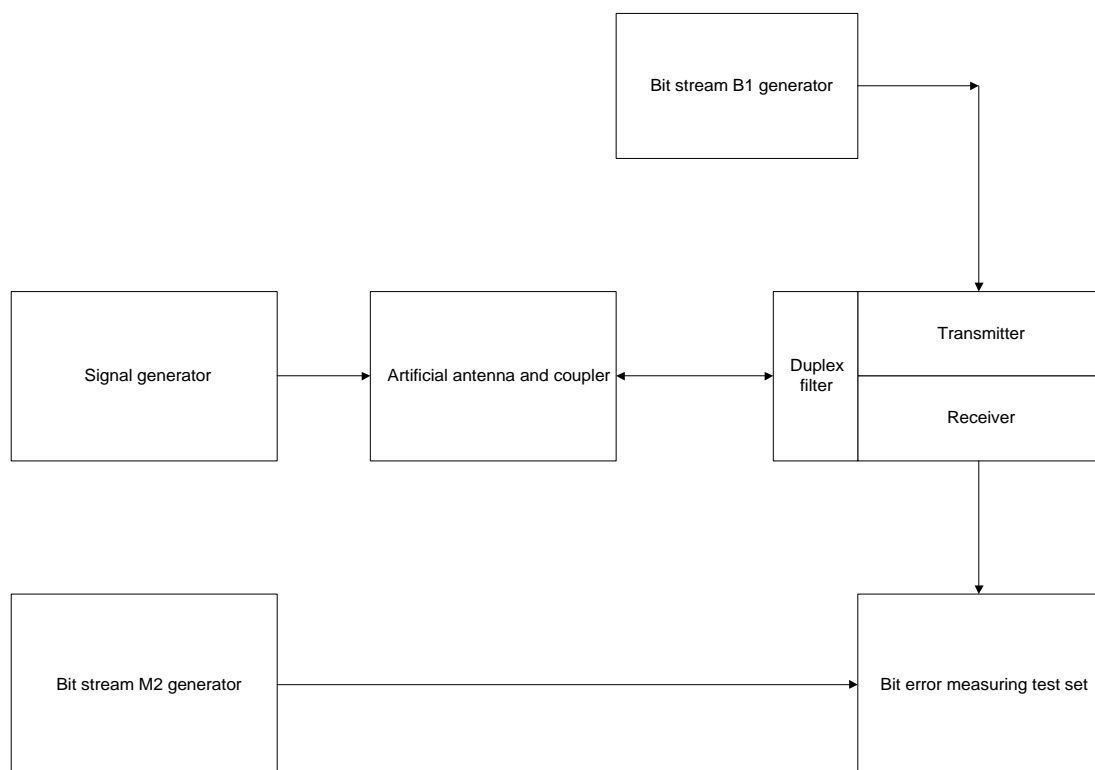 Bit stream B1 generator
Signal generator
Artificial antenna and coupler
Duplex
filter
Transmitter
Receiver
Bit stream M2 generator
Bit error measuring test set